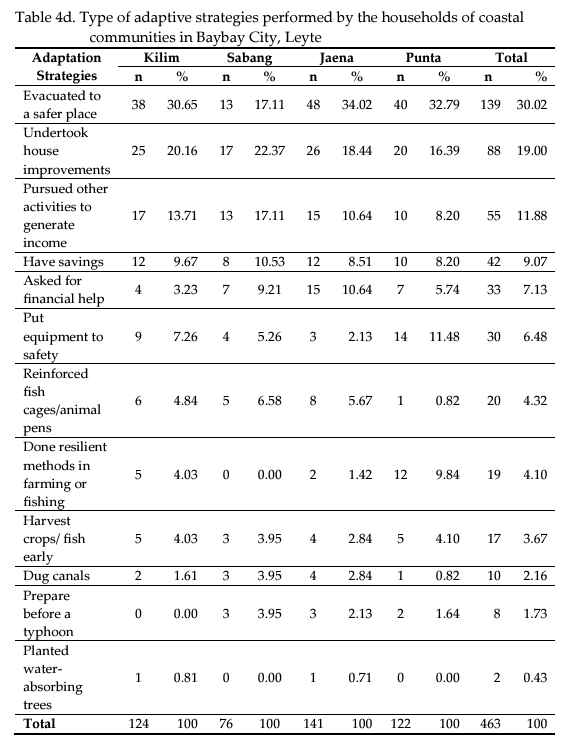 Table 4d. Type of adaptive strategies performed by the households of coastal
communities in Baybay City, Leyte
Adaptation Strategies Kilim Sabang Jaena Punta Total
n % n % n % n % n %
Evacuated to
a safer place 38 30.65 13 17.11 48 34.02 40 32.79 139 30.02
Undertook
house 25 20.16 17 22.37 26 18.44 20 16.39 88 19.00
improvements
Pursued other
activities to 17 13.71 13 17.11 15 10.64 10 8.20 55 11.88
generate
income
Have savings 12 9.67 8 10.53 12 8.51 10 8.20 42 9.07
Asked for
financial help 4 3.23 7 9.21 15 10.64 7 5.74 33 7.13
Put
equipment to 9 7.26 4 5.26 3 2.13 14 11.48 30 6.48
safety
Reinforced
fish 6 4.84 5 6.58 8 5.67 1 0.82 20 4.32
cages/animal
pens
Done resilient
methods in 5 4.03 0 0.00 2 1.42 12 9.84 19 4.10
farming or
fishing
Harvest
crops/ fish 5 4.03 3 3.95 4 2.84 5 4.10 17 3.67
early
Dug canals 2 1.61 3 3.95 4 2.84 1 0.82 10 2.16
Prepare
before a 0 0.00 3 3.95 3 2.13 2 1.64 8 1.73
typhoon
Planted
water- 1 0.81 0 0.00 1 0.71 0 0.00 2 0.43
absorbing
trees
Total 124 100 76 100 141 100 122 100 463 100